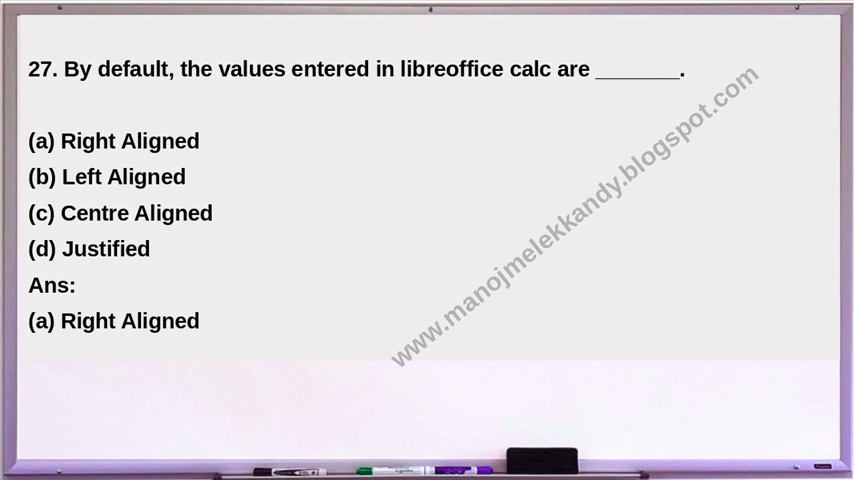 27. By default, the values entered in libreoffice calc are _______.
(a) Right Aligned
(b) Left Aligned
(c) Centre Aligned
(d) Justified
Ans:
(a) Right Aligned
www.manojmelekkandy.blogspot.com